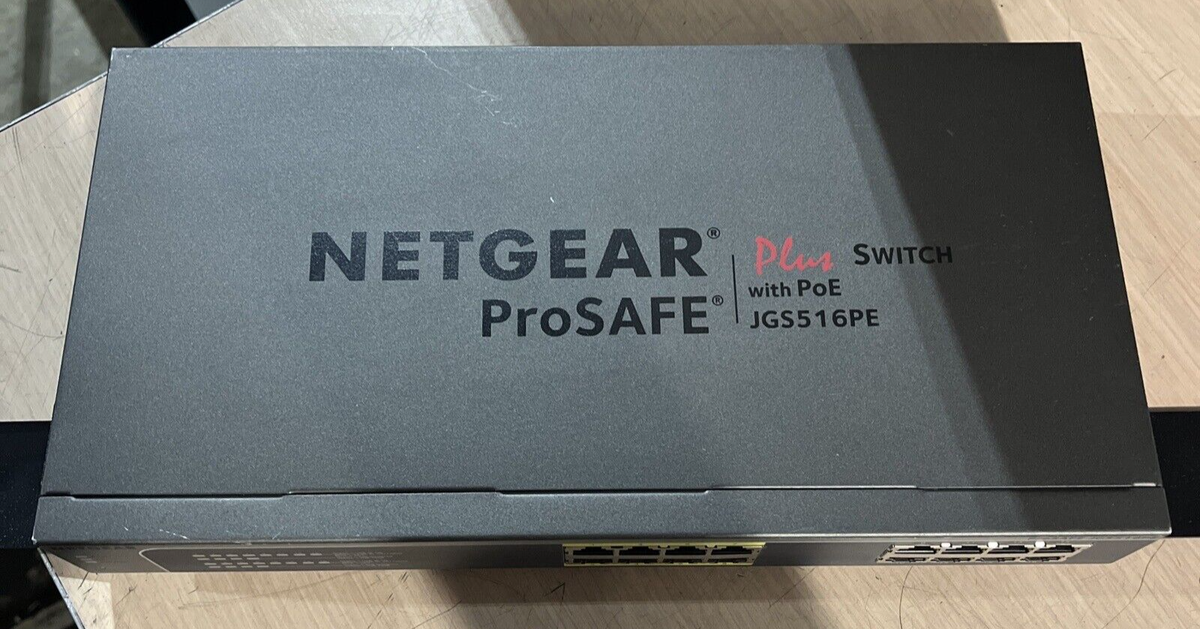 NETGEAR®
ProSAFE®
Plus SWITCH
with PoE
JGS516PE